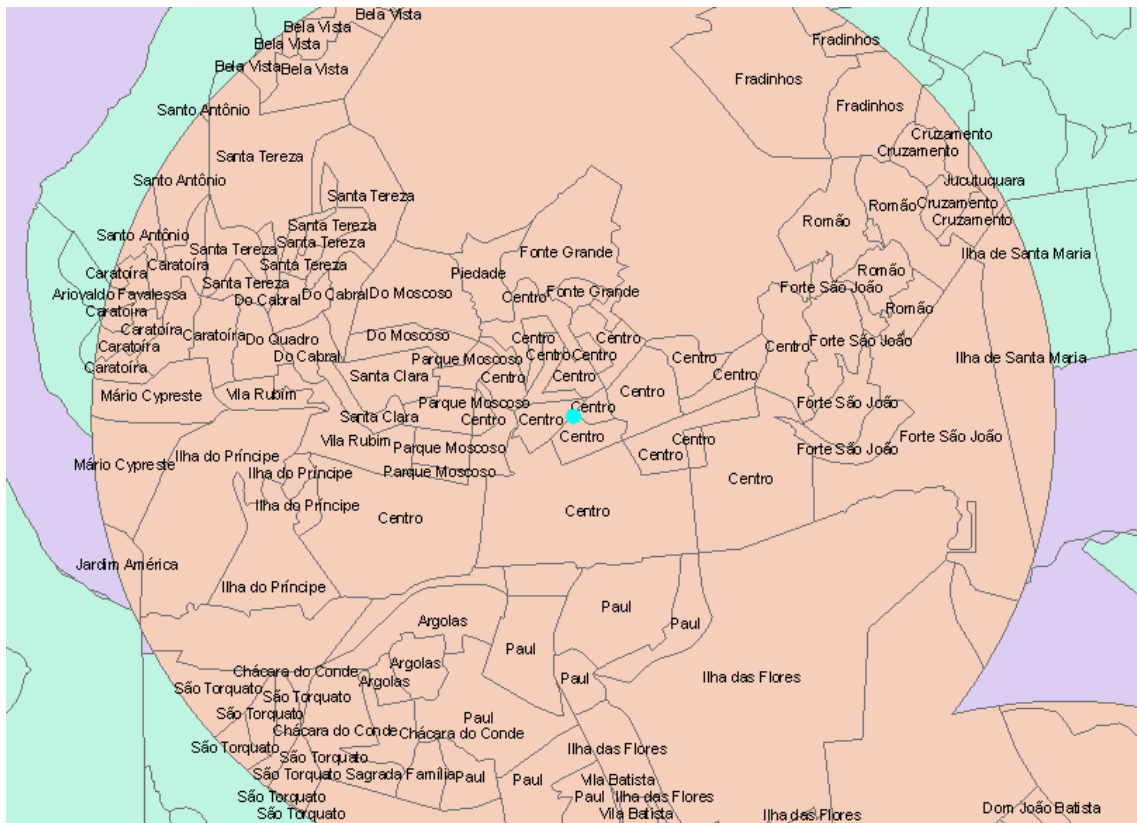 Bela Vista
Bela Vista
Bela Vista
Bela Vista
Bela Vista
Fradinhos
Fradinhos
Fradinhos
Santo Antônio
Cruzamento
Cruzamento
Santa Tereza
Santo Antônio
Jucutuquara
Santa Tereza
Cruzamento
Romão
Cruzamento
Romão
Santa Tereza
Santo Antônio
Santa Tereza
Santa Tereza
Fonte Grande
Ilha de Santa Maria
Caratoíra
Santa Tereza
Caratoíra
Piedade
Romão
Santa Tereza
Forte São João
Ariovaldo Favalessa
Do Cabral
Do Cabral
Do Moscoso
Centro
Fonte Grande
Caratoíra
Romão
Caratoíra
Caratoíra
Do Quadro
Do Moscoso
Centro
Centro
Forte São João
Caratoíra
Centro
Do Cabral
Parque Moscoso
Centro
Centro
Centro
Ilha de Santa Maria
Caratoíra
Santa Clara
Centro
Centro
Centro
Mário Cypreste
Vila Rubim
Centro
Parque Moscoso
Centro
Forte São João
Santa Clara
Centro
Centro
Centro
Forte São João
Vila Rubim
Centro
Parque Moscoso
Forte São João
Ilha do Príncipe
Centro
Mário Cypreste
Ilha do Príncipe
Parque Moscoso
Centro
Ilha do Príncipe
Centro
Centro
Jardim América
Ilha do Príncipe
Paul
Argolas
Paul
Paul
Argolas
Chácara do Conde
Argolas
Paul
Ilha das Flores
São Torquato
São Torquato
São Torquato
Paul
Chácara do Conde
Chácara do Conde
São Torquato
Ilha das Flores
São Torquato
São Torquato
Sagrada Família
Paul
Paul
Vila Batista
São Torquato
Paul
Ilha das Flores
São Torquato
Vila Batista
Ilha das Flores
Dom João Batista